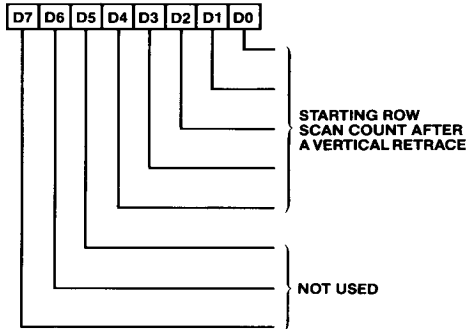 D7 D6 D5 D4 D3 D2 D1 D0
STARTING ROW
SCAN COUNT AFTER
A VERTICAL RETRACE
NOT USED